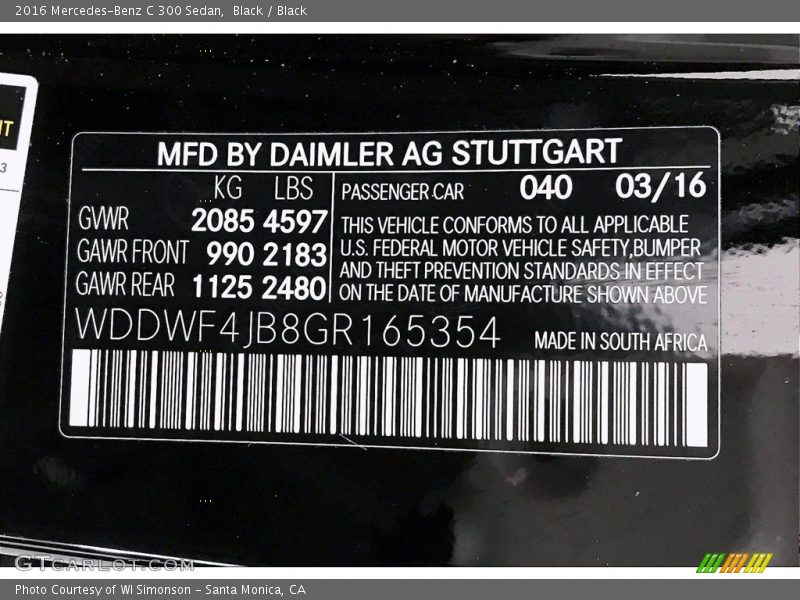 2016 Mercedes-Benz C 300 Sedan, Black / Black
IT
3
MFD BY DAIMLER AG STUTTGART
KG LBS
GVWR 2085 4597
GAWR FRONT 990 2183
GAWR REAR 1125 2480
PASSENGER CAR 040 03/16
THIS VEHICLE CONFORMS TO ALL APPLICABLE
U.S. FEDERAL MOTOR VEHICLE SAFETY,BUMPER
AND THEFT PREVENTION STANDARDS IN EFFECT
ON THE DATE OF MANUFACTURE SHOWN ABOVE
WDDWF4JB8GR165354
MADE IN SOUTH AFRICA
GTcarlot.com
Photo Courtesy of WI Simonson - Santa Monica, CA